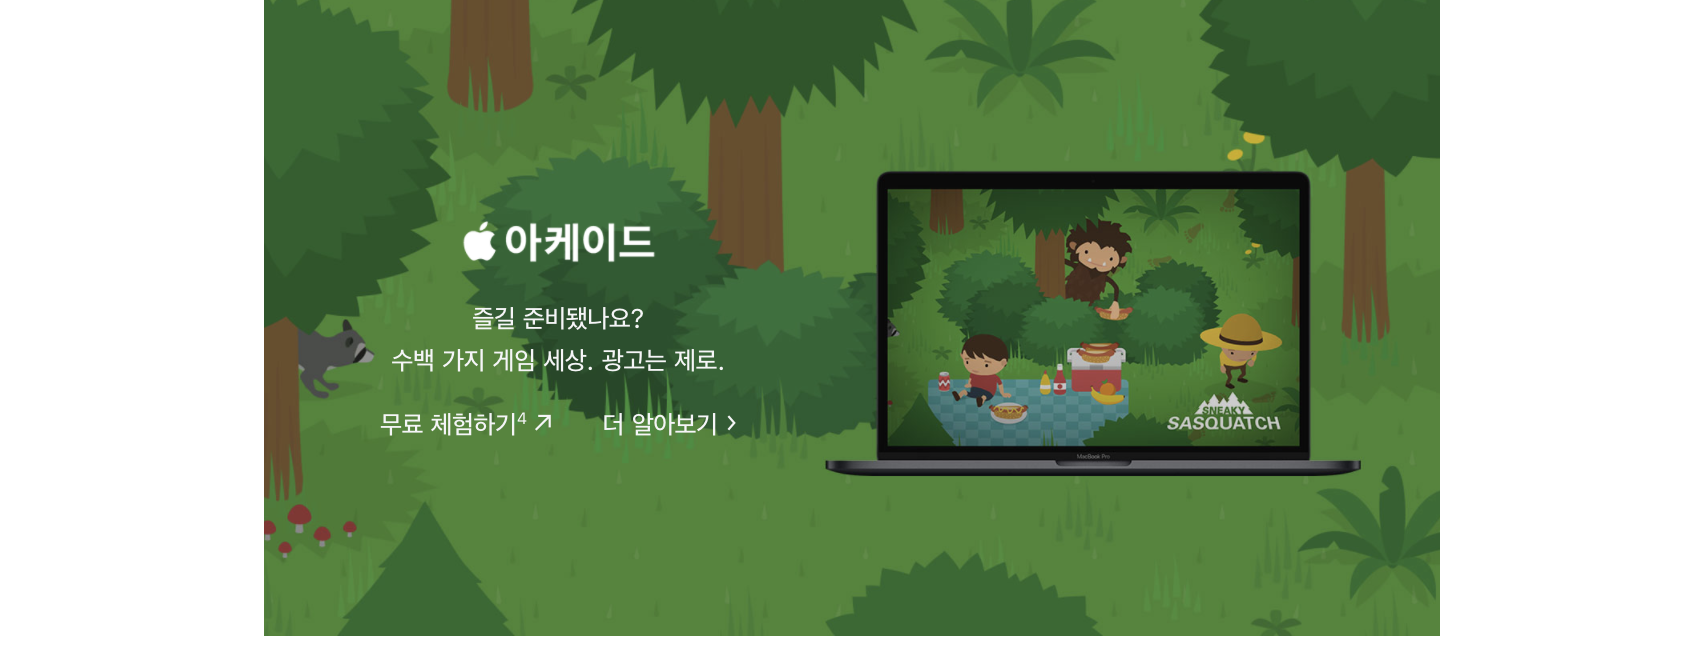 아케이드
즐길 준비됐나요?
수백 가지 게임 세상. 광고는 제로.
무료 체험하기4 더 알아보기
SNEAKY
SASQUATCH
MacBook Pro